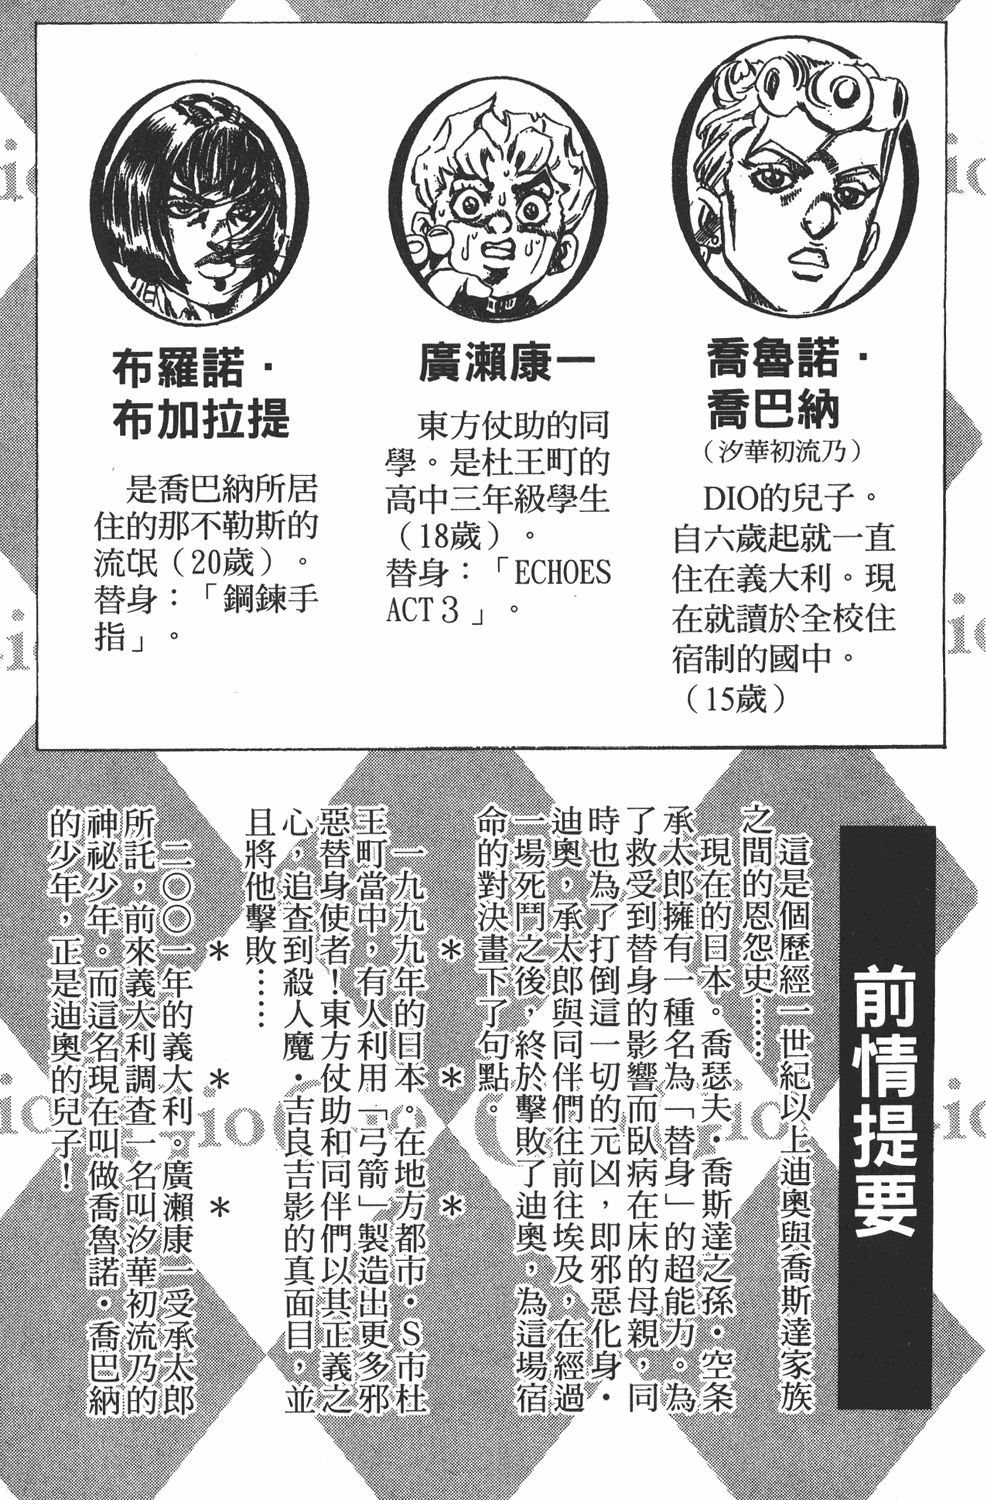 喬魯諾・
喬巴納
（汐華初流乃）
DIO的兒子。
自六歲起就一直
住在義大利。現
在就讀於全校住
宿制的國中。
（15歲）
廣瀨康一
東方仗助的同
學。是杜王町的
高中三年級學生
（18歲）。
替身：「ECHOES
ACT３」。
布羅諾・
布加拉提
是喬巴納所居
住的那不勒斯的
流氓（20歲）。
替身：「鋼鍊手
指」。
前情提要
這是個歷經一世紀以上迪奧與喬斯達家族
之間的恩怨史……
現在的日本。喬瑟夫・喬斯達之孫・空条
承太郎擁有一種名為「替身」的超能力。為
了救受到替身的影響而臥病在床的母親，同
時也為了打倒這一切的元凶，即邪惡化身・
迪奧，承太郎與同伴們往前往埃及，在經過
一場死鬥之後，終於擊敗了迪奧，為這場宿
命的對決畫下了句點。
＊　＊　＊
一九九九年的日本。在地方都市・Ｓ市杜
王町當中，有人利用「弓箭」製造出更多邪
惡替身使者！東方仗助和同伴們以其正義之
心，追查到殺人魔・吉良吉影的真面目，並
且將他擊敗……
＊　＊　＊
二〇〇一年的義大利。廣瀨康一受承太郎
所託，前來義大利調查一名叫汐華初流乃的
神祕少年。而這名現在叫做喬魯諾・喬巴納
的少年，正是迪奧的兒子！